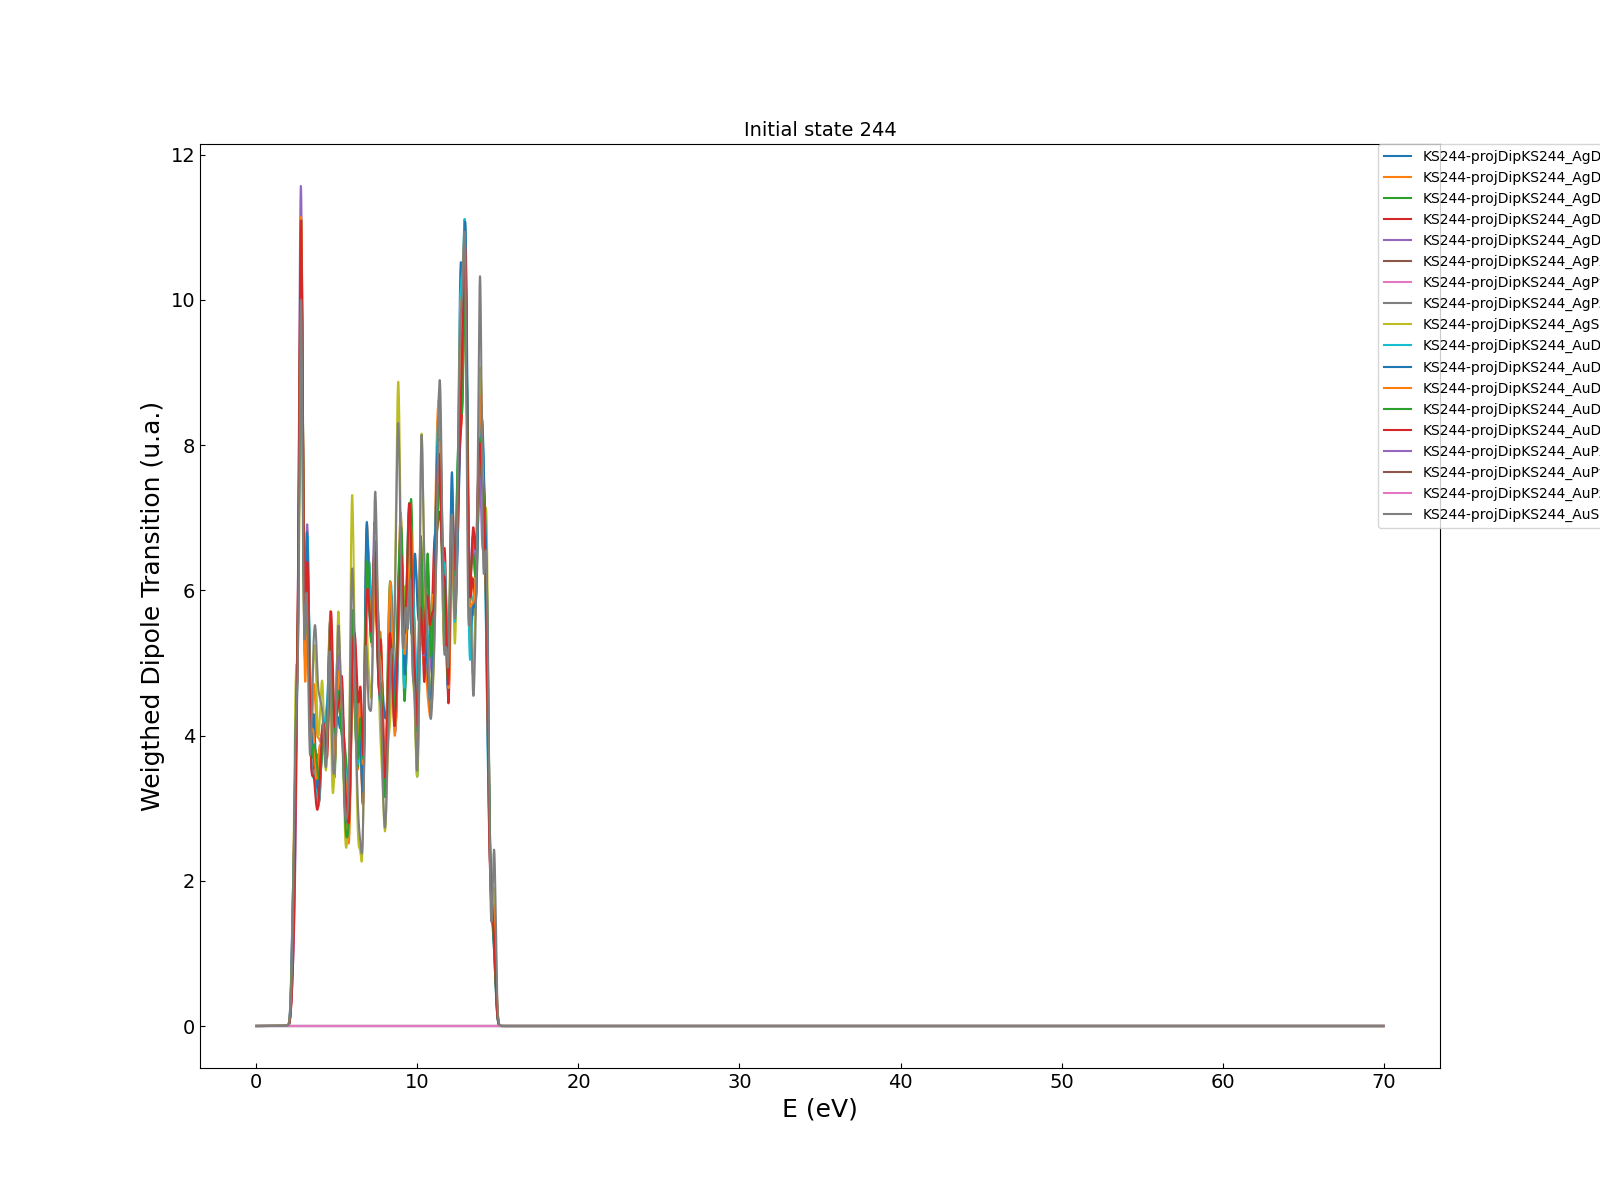 Initial state 244
12
10
8
6
4
2
0
Weigthed Dipole Transition (u.a.)
0 10 20 30 40 50 60 70
E (eV)
KS244-projDipKS244_AgD
KS244-projDipKS244_AgD
KS244-projDipKS244_AgD
KS244-projDipKS244_AgD
KS244-projDipKS244_AgD
KS244-projDipKS244_AgP
KS244-projDipKS244_AgP
KS244-projDipKS244_AgP
KS244-projDipKS244_AgS
KS244-projDipKS244_AuD
KS244-projDipKS244_AuD
KS244-projDipKS244_AuD
KS244-projDipKS244_AuD
KS244-projDipKS244_AuD
KS244-projDipKS244_AuP
KS244-projDipKS244_AuP
KS244-projDipKS244_AuP
KS244-projDipKS244_AuS